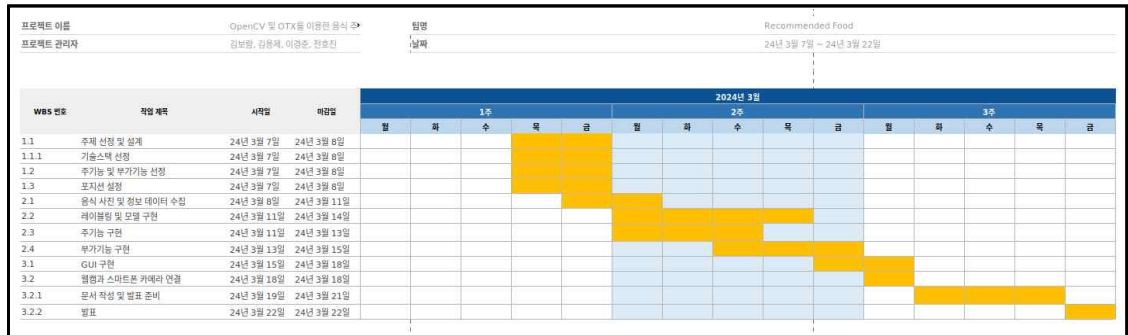 프로젝트 이름 OpenCV 및 OTX를 이용한 음식 주 팀명 Recommended Food
프로젝트 관리자 김보람, 김용제, 이경준, 전호진 날짜 24년 3월 7일 ~ 24년 3월 22일
2024년 3월
WBS 번호 작업 제목 시작일 마감일 1주 2주 3주
월 화 수 목 금 월 화 수 목 금 월 화 수 목 금
1.1 주제 선정 및 설계 24년 3월 7일 24년 3월 8일
1.1.1 기술스택 선정 24년 3월 7일 24년 3월 8일
1.2 주기능 및 부가기능 선정 24년 3월 7일 24년 3월 8일
1.3 포지션 설정 24년 3월 7일 24년 3월 8일
2.1 음식 사진 및 정보 데이터 수집 24년 3월 8일 24년 3월 11일
2.2 레이블링 및 모델 구현 24년 3월 11일 24년 3월 14일
2.3 주기능 구현 24년 3월 11일 24년 3월 13일
2.4 부가기능 구현 24년 3월 13일 24년 3월 15일
3.1 GUI 구현 24년 3월 15일 24년 3월 18일
3.2 웹캠과 스마트폰 카메라 연결 24년 3월 18일 24년 3월 18일
3.2.1 문서 작성 및 발표 준비 24년 3월 19일 24년 3월 21일
3.2.2 발표 24년 3월 22일 24년 3월 22일